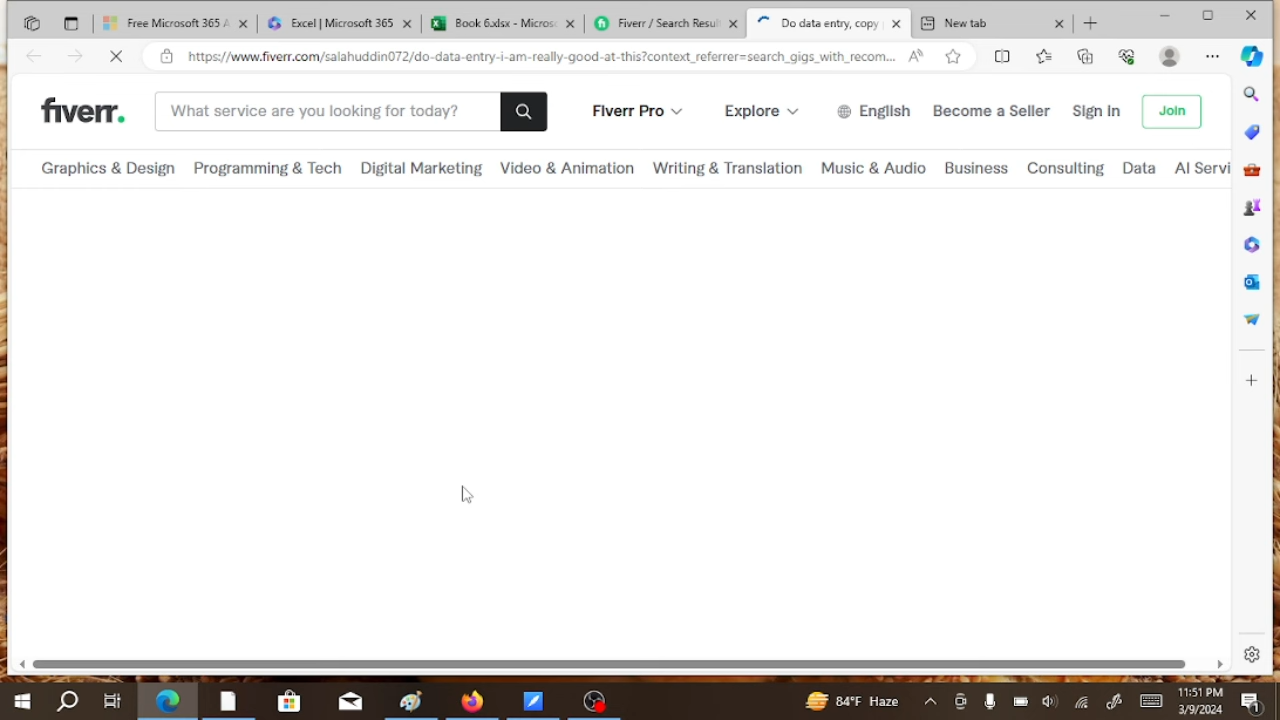 Free Microsoft 365 A
Excel | Microsoft 365
Book 6.xlsx - Micros
Fiverr / Search Resul
Do data entry, copy
New tab
https://www.fiverr.com/salahuddin072/do-data-entry-i-am-really-good-at-this?context_referrer=search_gigs_with_recom...
fiverr.
What service are you looking for today?
Fiverr Pro
Explore
English
Become a Seller
Sign In
Join
Graphics & Design
Programming & Tech
Digital Marketing
Video & Animation
Writing & Translation
Music & Audio
Business
Consulting
Data
AI Servi
84°F Haze
11:51 PM
3/9/2024
1